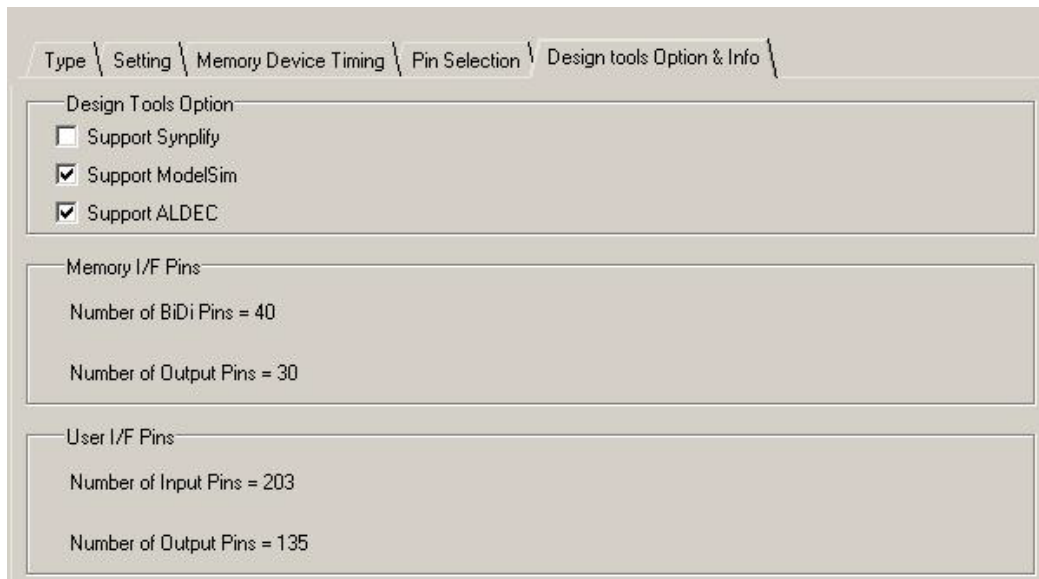 Type Setting Memory Device Timing Pin Selection Design tools Option & Info
Design Tools Option
Support Synplify
Support ModelSim
Support ALDEC
Memory I/F Pins
Number of BiDi Pins = 40
Number of Output Pins = 30
User I/F Pins
Number of Input Pins = 203
Number of Output Pins = 135